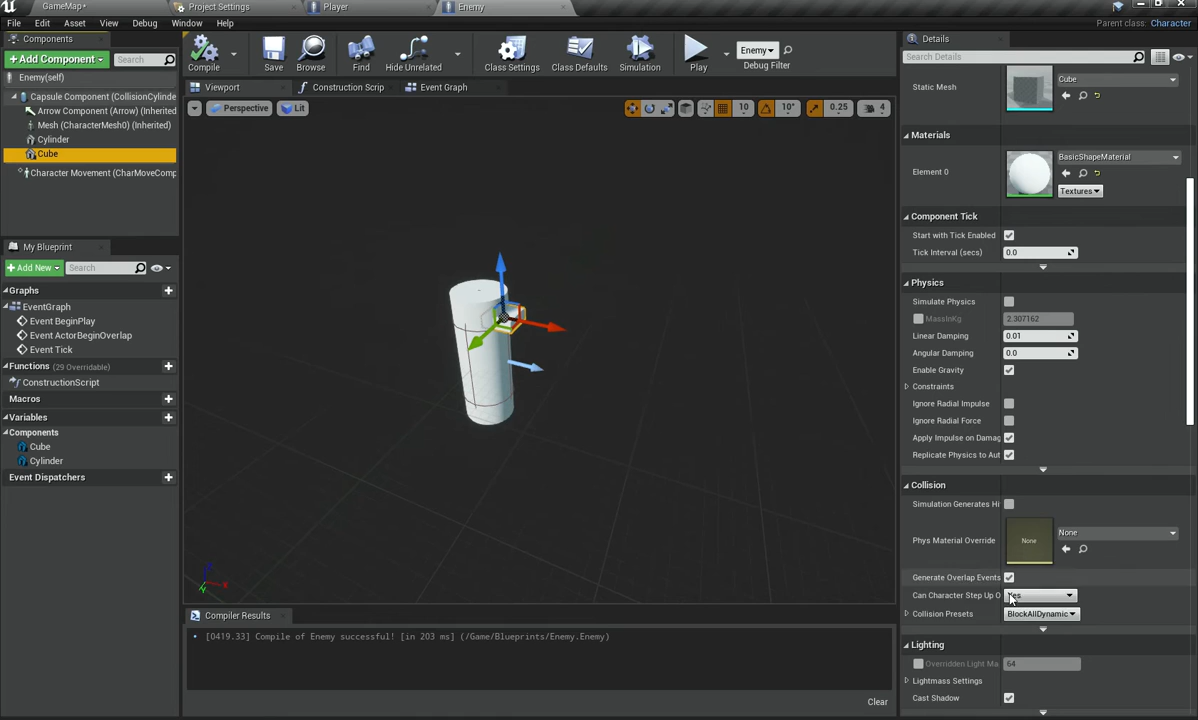 GameMap*
Project Settings
Player
Enemy
File Edit Asset View Debug Window Help
Parent class: Character
Components
+Add Component
Search
Enemy(self)
Capsule Component (CollisionCylinde
Arrow Component (Arrow) (Inherited
Mesh (CharacterMesh0) (Inherited)
Cylinder
Cube
Character Movement (CharMoveComp
My Blueprint
+Add New
Search
Graphs
EventGraph
Event BeginPlay
Event ActorBeginOverlap
Event Tick
Functions (29 Overridable)
ConstructionScript
Macros
Variables
Components
Cube
Cylinder
Event Dispatchers
Compile
Save
Browse
Find
Hide Unrelated
Class Settings
Class Defaults
Simulation
Play
Enemy
Debug Filter
Viewport
Construction Scrip
Event Graph
Perspective
Lit
10
10°
0.25
4
Compiler Results
[0419.33] Compile of Enemy successful! [in 203 ms] (/Game/Blueprints/Enemy.Enemy)
Clear
Details
Search Details
Static Mesh
Cube
Materials
Element 0
BasicShapeMaterial
Textures
Component Tick
Start with Tick Enabled
Tick Interval (secs)
0.0
Physics
Simulate Physics
MassInKg
2.307162
Linear Damping
0.01
Angular Damping
0.0
Enable Gravity
Constraints
Ignore Radial Impulse
Ignore Radial Force
Apply Impulse on Damag
Replicate Physics to Aut
Collision
Simulation Generates Hi
Phys Material Override
None
None
Generate Overlap Events
Can Character Step Up O
Yes
Collision Presets
BlockAllDynamic
Lighting
Overridden Light Ma
64
Lightmass Settings
Cast Shadow